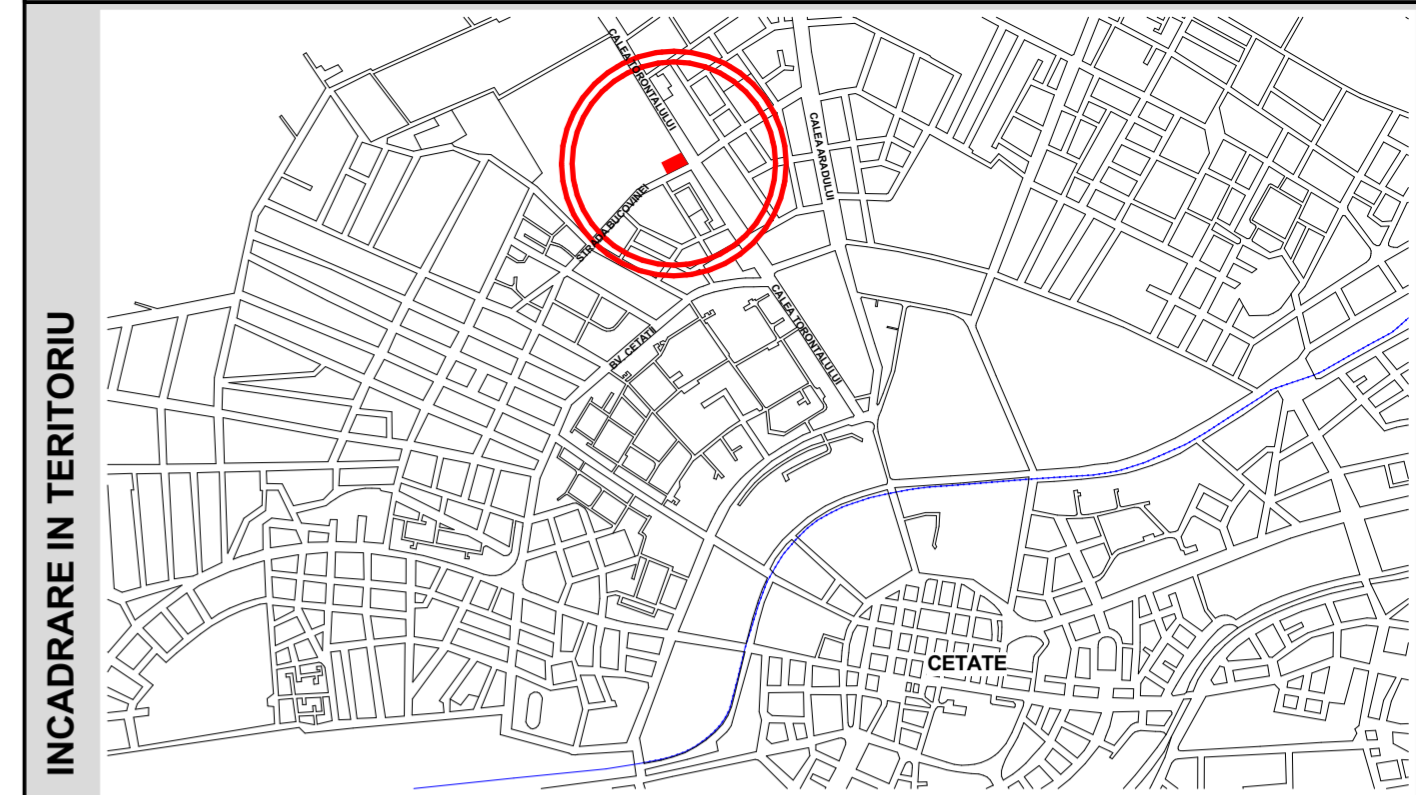 INCADRARE IN TERITORIU
CALEA TORONTALULUI
CALEA ARADULUI
STRADA BUCOVINEI
CALEA TORONTALULUI
BV. CETATII
CETATE